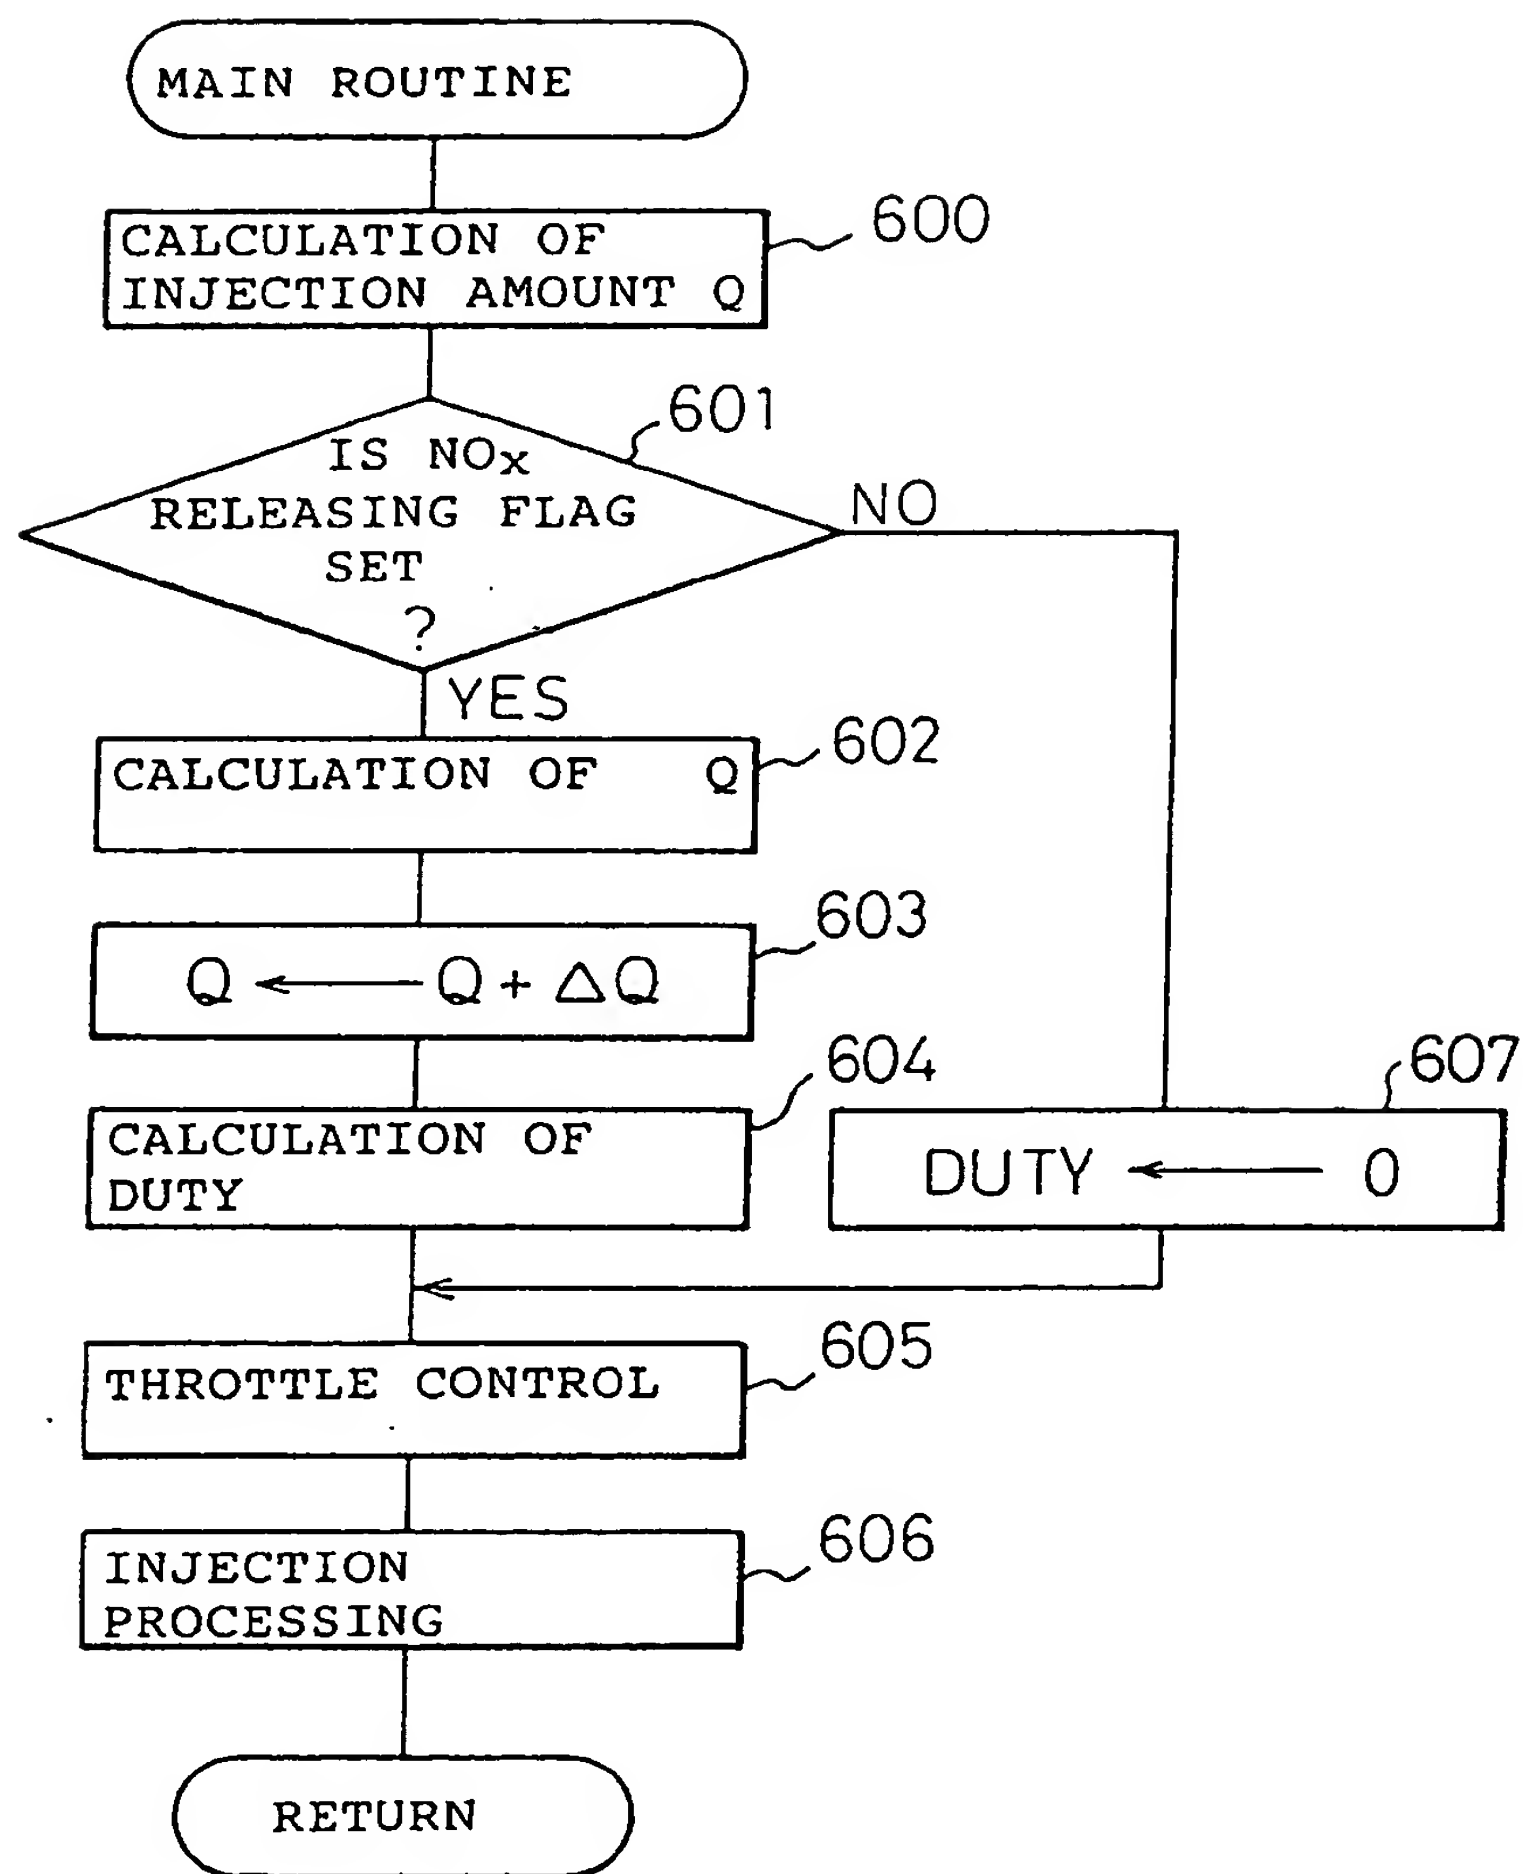 MAIN ROUTINE
CALCULATION OF
INJECTION AMOUNT Q
600
601
IS NOx
RELEASING FLAG
SET
?
NO
YES
CALCULATION OF Q
602
603
Q ← Q + △Q
604
CALCULATION OF
DUTY
607
DUTY ← 0
605
THROTTLE CONTROL
606
INJECTION
PROCESSING
RETURN